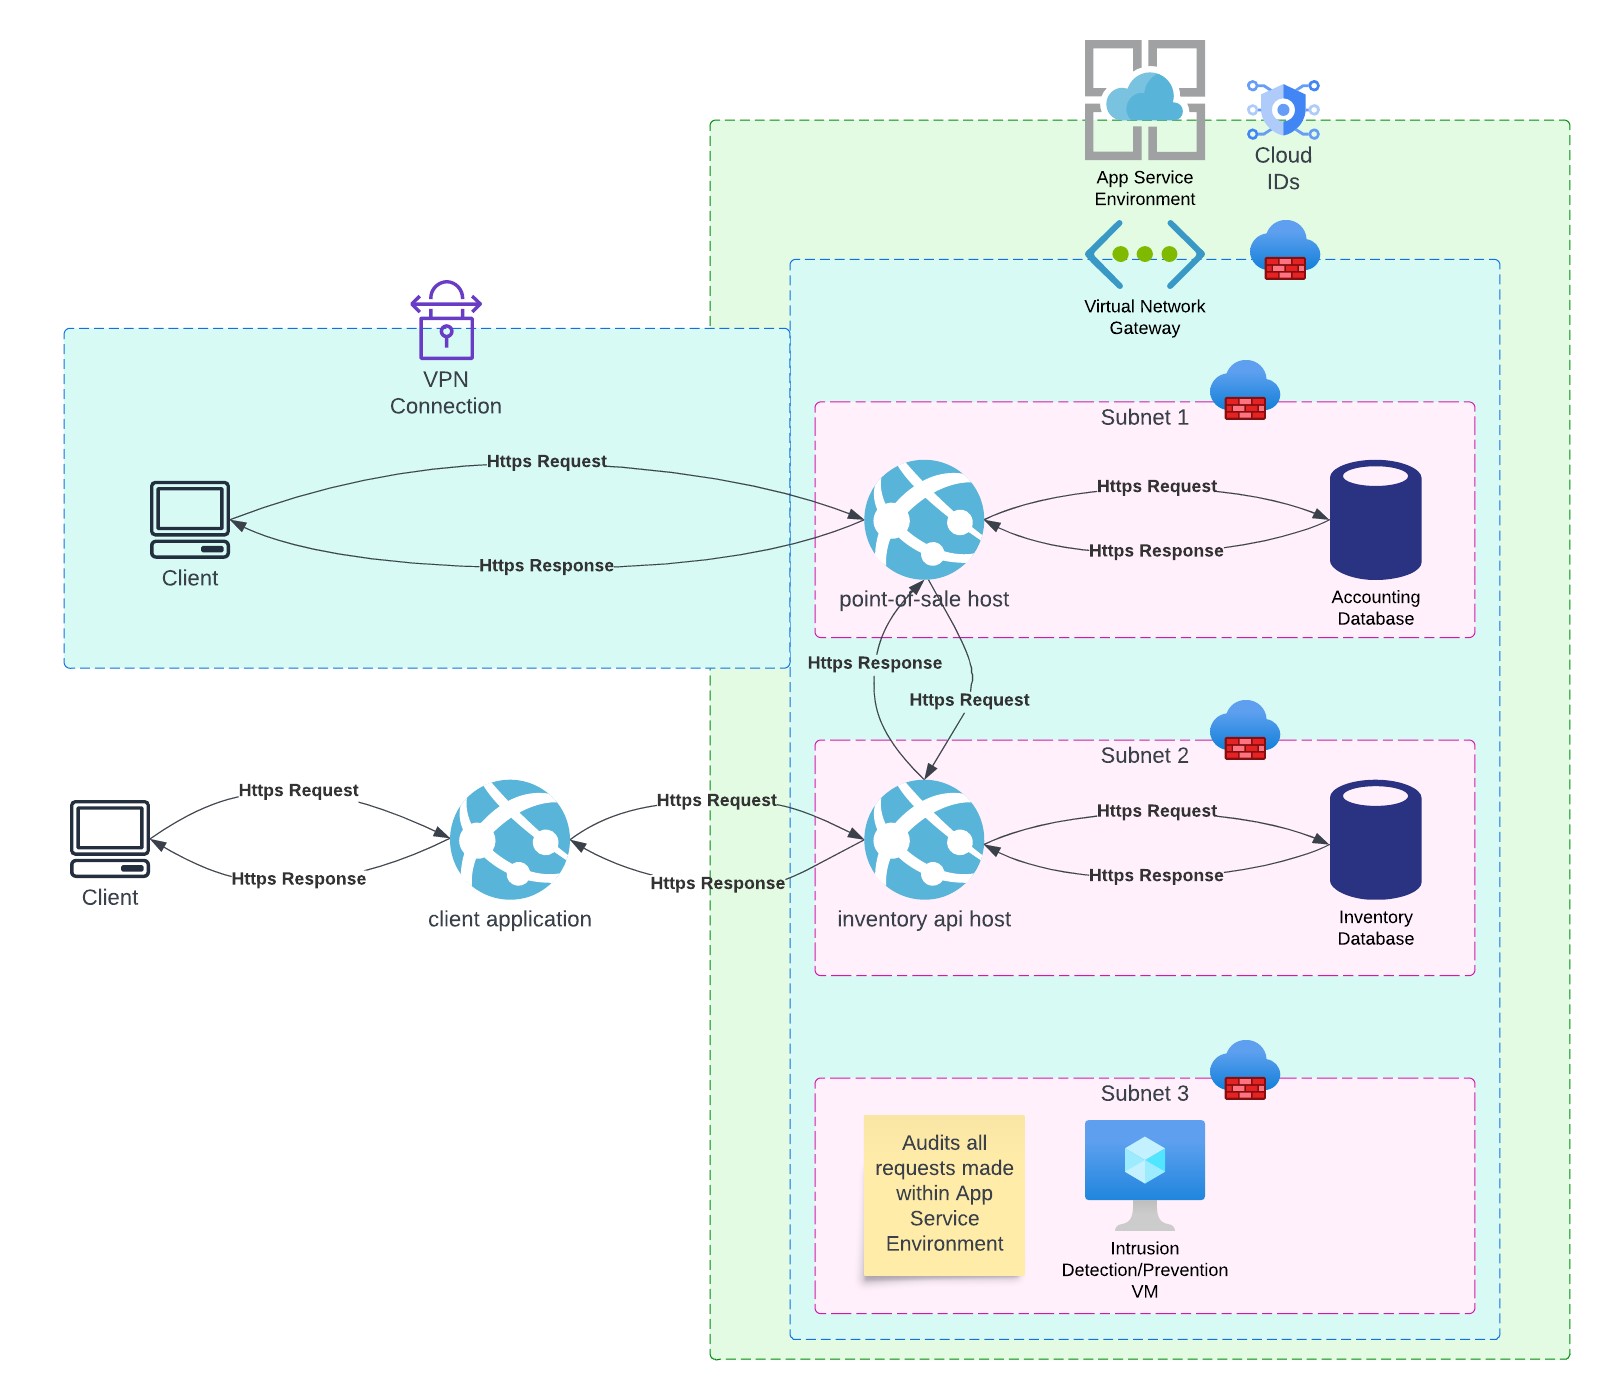 App Service
Environment
Cloud
IDs
Virtual Network
Gateway
VPN
Connection
Subnet 1
Https Request
Https Request
Https Response
Https Response
Client
point-of-sale host
Accounting
Database
Https Response
Https Request
Subnet 2
Https Request
Https Request
Https Request
Https Response
Https Response
Https Response
Client
client application
inventory api host
Inventory
Database
Subnet 3
Audits all
requests made
within App
Service
Environment
Intrusion
Detection/Prevention
VM